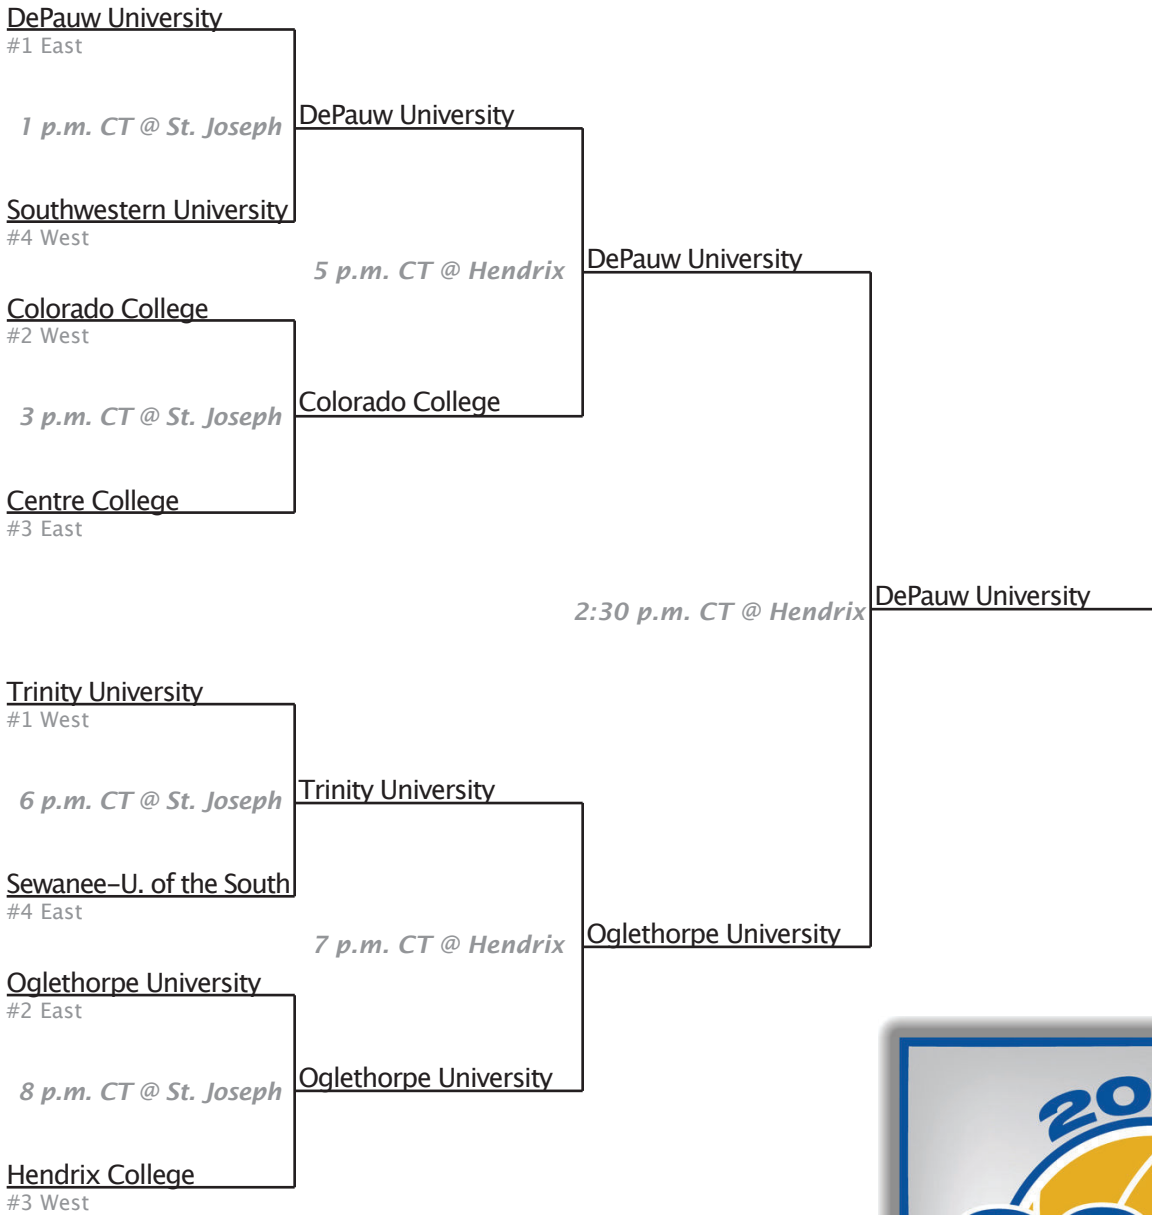 DePauw University
#1 East
1 p.m. CT @ St. Joseph
DePauw University
Southwestern University
#4 West
5 p.m. CT @ Hendrix
DePauw University
Colorado College
#2 West
3 p.m. CT @ St. Joseph
Colorado College
Centre College
#3 East
2:30 p.m. CT @ Hendrix
DePauw University
Trinity University
#1 West
6 p.m. CT @ St. Joseph
Trinity University
Sewanee-U. of the South
#4 East
7 p.m. CT @ Hendrix
Oglethorpe University
Oglethorpe University
#2 East
8 p.m. CT @ St. Joseph
Oglethorpe University
Hendrix College
#3 West
20